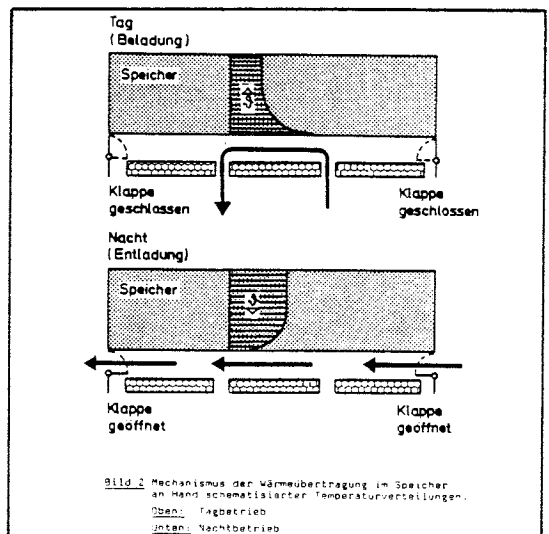 Tag
(Beladung)
Speicher
ϑ
Klappe
geschlossen
Klappe
geschlossen
Nacht
(Entladung)
Speicher
ϑ
Klappe
geöffnet
Klappe
geöffnet
Bild 2 Mechanismus der Wärmeübertragung im Speicher
an Hand schematisierter Temperaturverteilungen.
Oben: Tagbetrieb
Unten: Nachtbetrieb